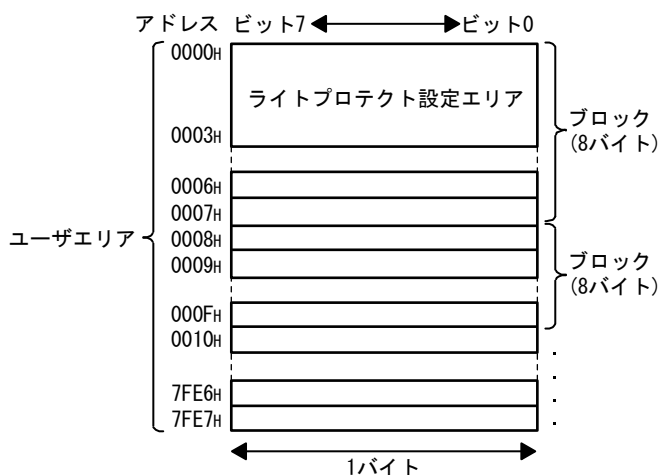 アドレス ビット7 ビット0
0000H
ライトプロテクト設定エリア
0003H
ブロック
(8バイト)
0006H
0007H
ユーザエリア
0008H
0009H
ブロック
(8バイト)
000FH
0010H
7FE6H
7FE7H
1バイト